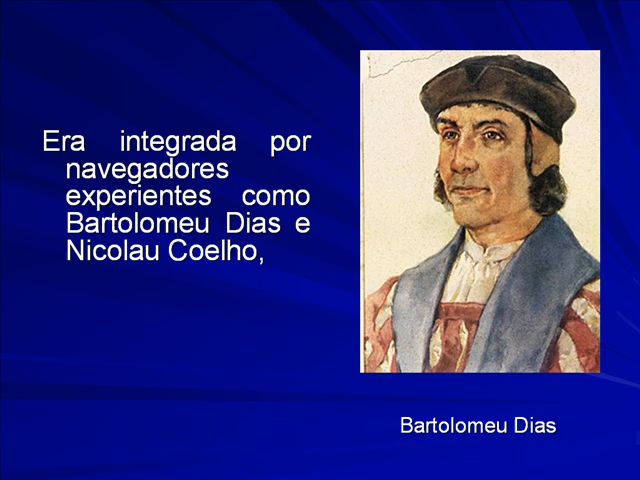 Era integrada por
navegadores
experientes como
Bartolomeu Dias e
Nicolau Coelho,
Bartolomeu Dias